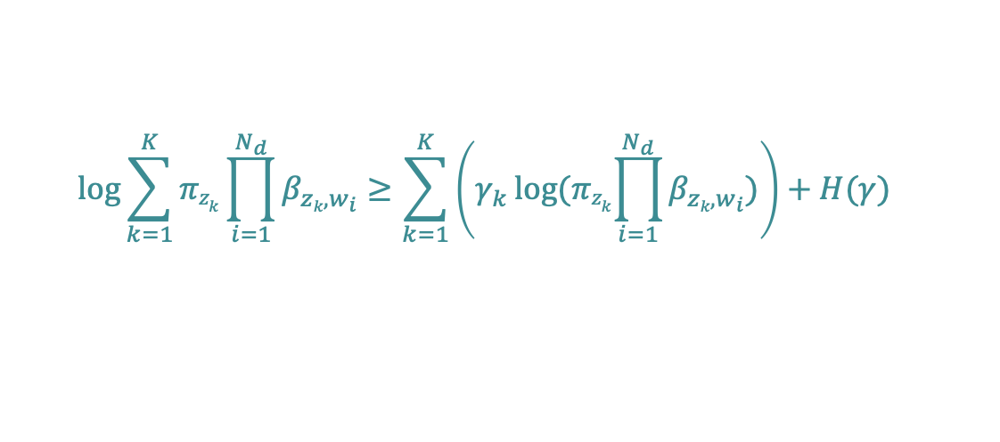 log ∑_{k=1}^{K} π_{z_k} ∏_{i=1}^{N_d} β_{z_k,w_i} ≥ ∑_{k=1}^{K} (γ_k log(π_{z_k} ∏_{i=1}^{N_d} β_{z_k,w_i})) + H(γ)